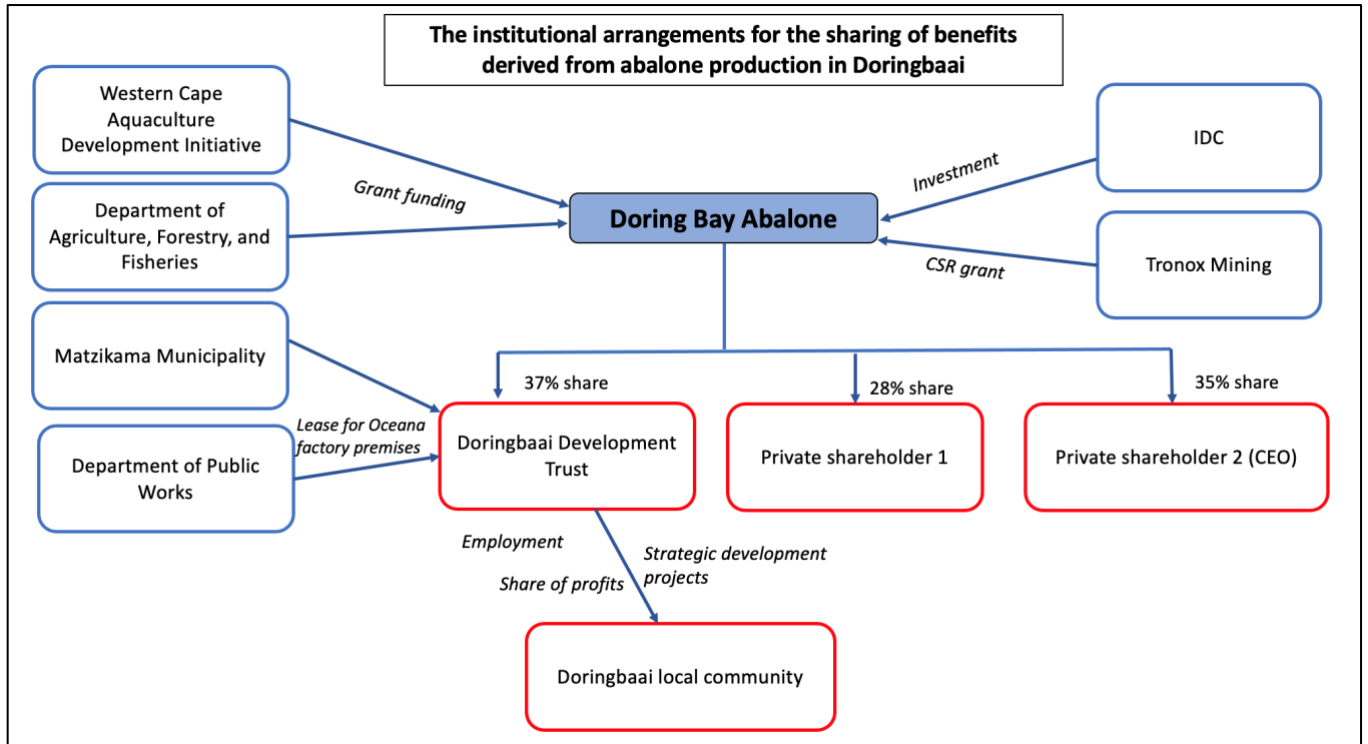 The institutional arrangements for the sharing of benefits
derived from abalone production in Doringbaai
Western Cape
Aquaculture
Development Initiative
IDC
Investment
Grant funding
Department of
Agriculture, Forestry, and
Fisheries
Doring Bay Abalone
CSR grant
Tronox Mining
Matzikama Municipality
37% share
28% share
35% share
Lease for Oceana
factory premises
Department of Public
Works
Doringbaai Development
Trust
Private shareholder 1
Private shareholder 2 (CEO)
Employment
Share of profits
Strategic development
projects
Doringbaai local community